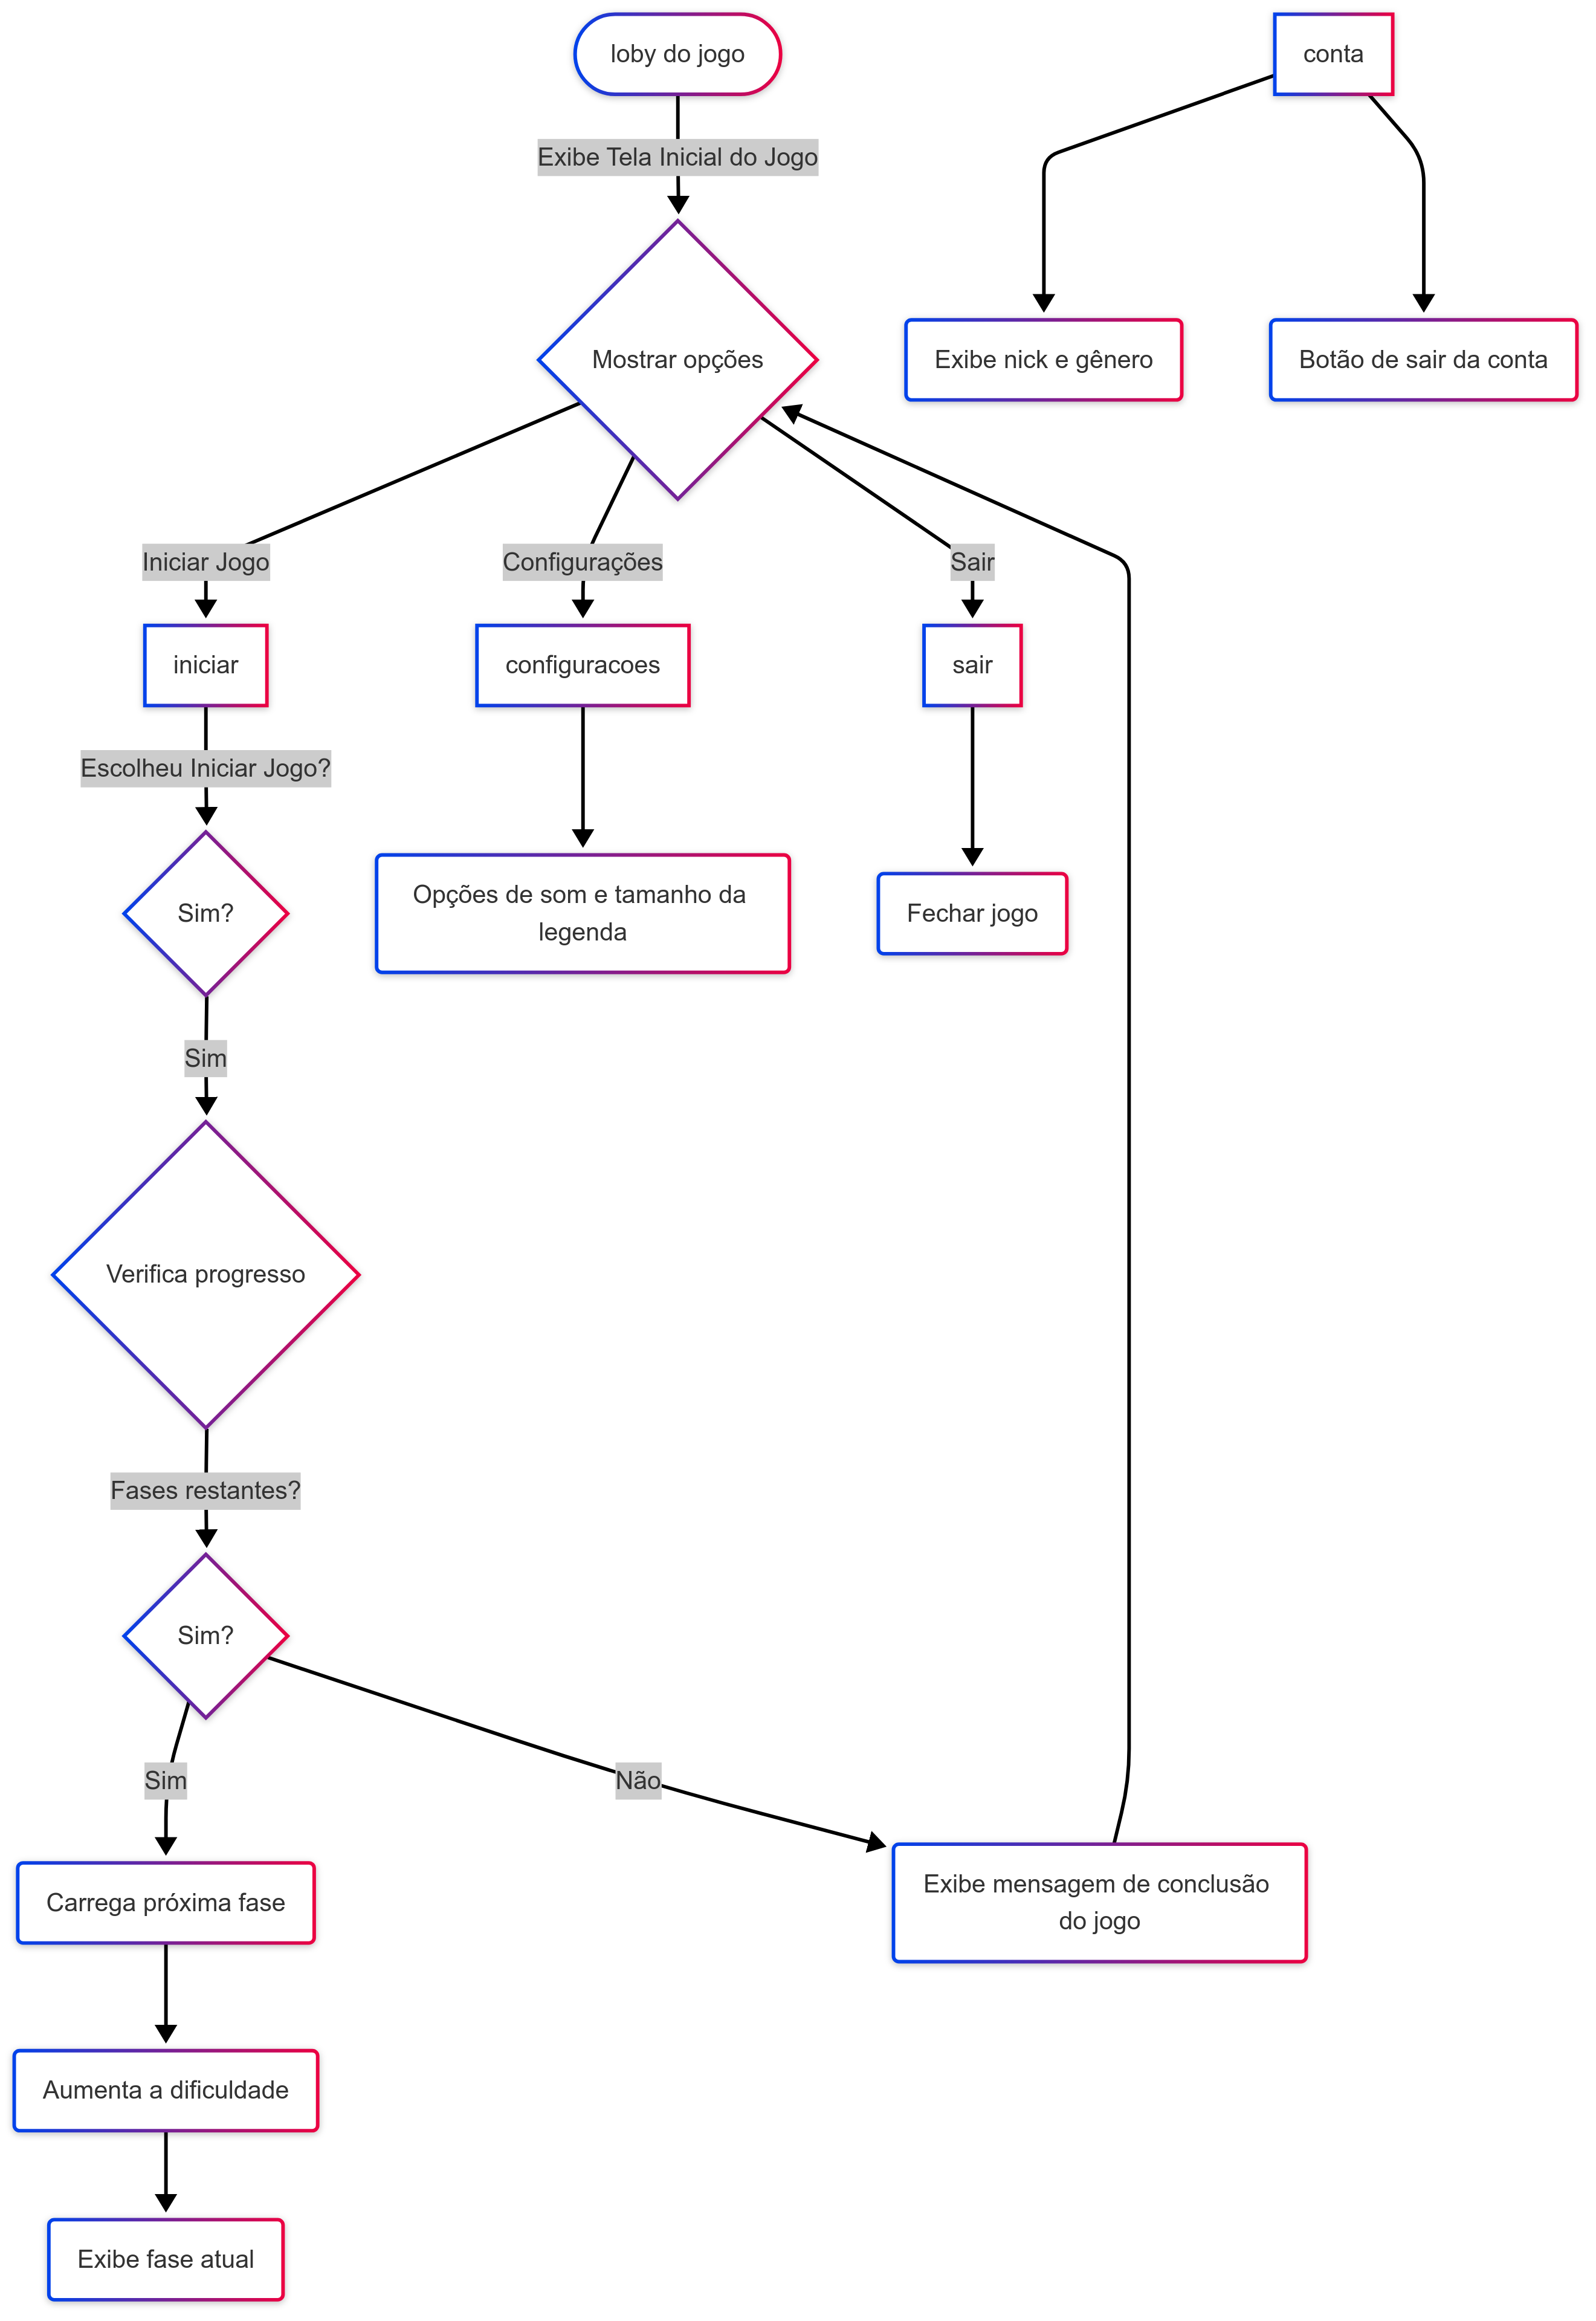 loby do jogo
conta
Exibe Tela Inicial do Jogo
Mostrar opções
Exibe nick e gênero
Botão de sair da conta
Iniciar Jogo
Configurações
Sair
iniciar
configuracoes
sair
Escolheu Iniciar Jogo?
Sim?
Opções de som e tamanho da
legenda
Fechar jogo
Sim
Verifica progresso
Fases restantes?
Sim?
Sim
Não
Carrega próxima fase
Exibe mensagem de conclusão
do jogo
Aumenta a dificuldade
Exibe fase atual